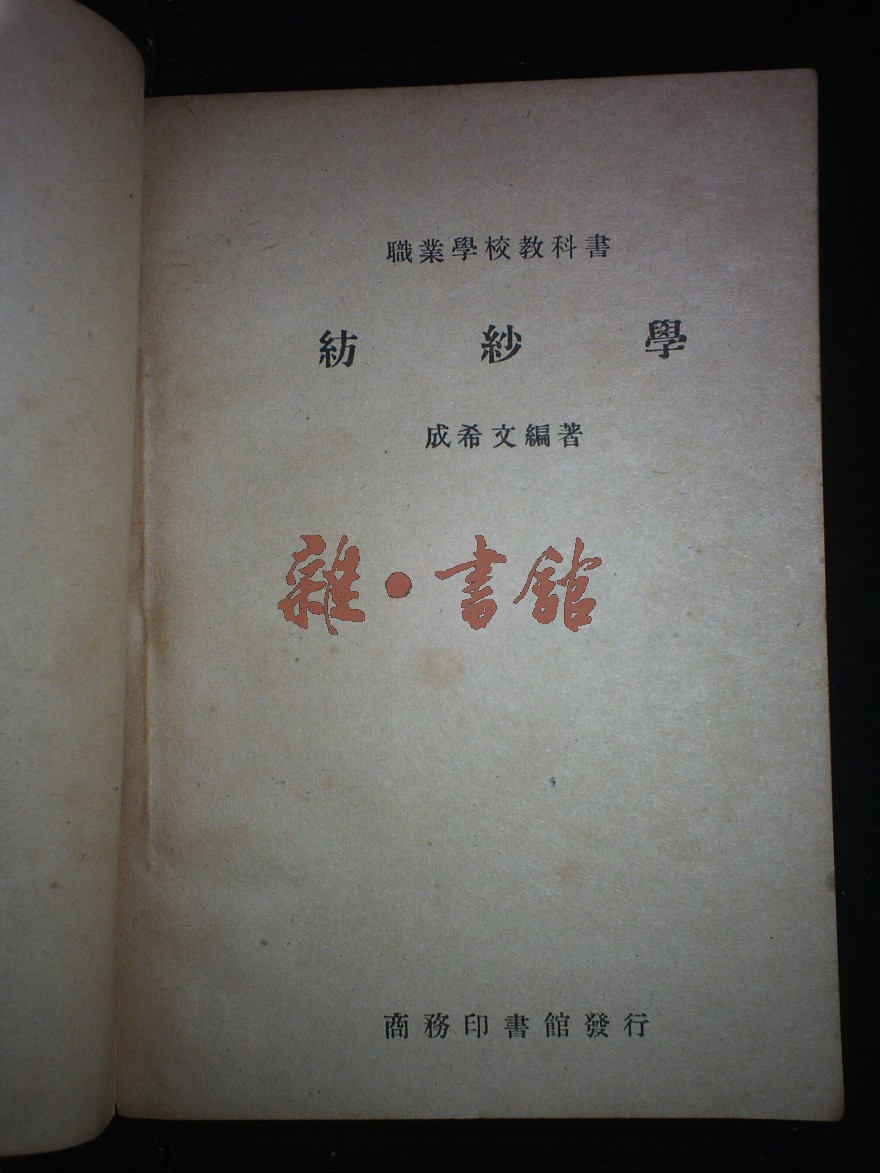 職業學校教科書
紡紗學
成希文編著
雜·書館
商務印書館發行